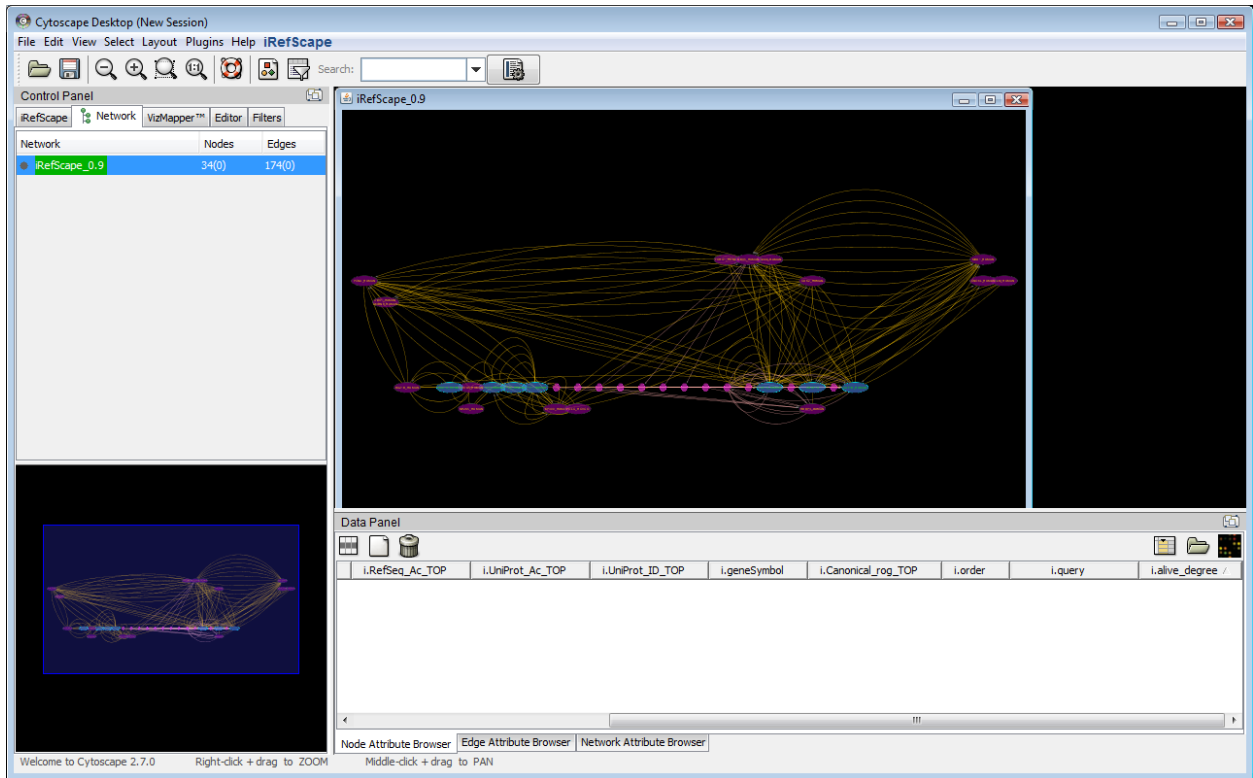 Cytoscape Desktop (New Session)
File Edit View Select Layout Plugins Help iRefScape
Search:
Control Panel
iRefScape Network VizMapper™ Editor Filters
Network Nodes Edges
iRefScape_0.9 34(0) 174(0)
iRefScape_0.9
Data Panel
i.RefSeq_Ac_TOP i.UniProt_Ac_TOP i.UniProt_ID_TOP i.geneSymbol i.Canonical_rog_TOP i.order i.query i.alive_degree
Node Attribute Browser Edge Attribute Browser Network Attribute Browser
Welcome to Cytoscape 2.7.0 Right-click + drag to ZOOM Middle-click + drag to PAN